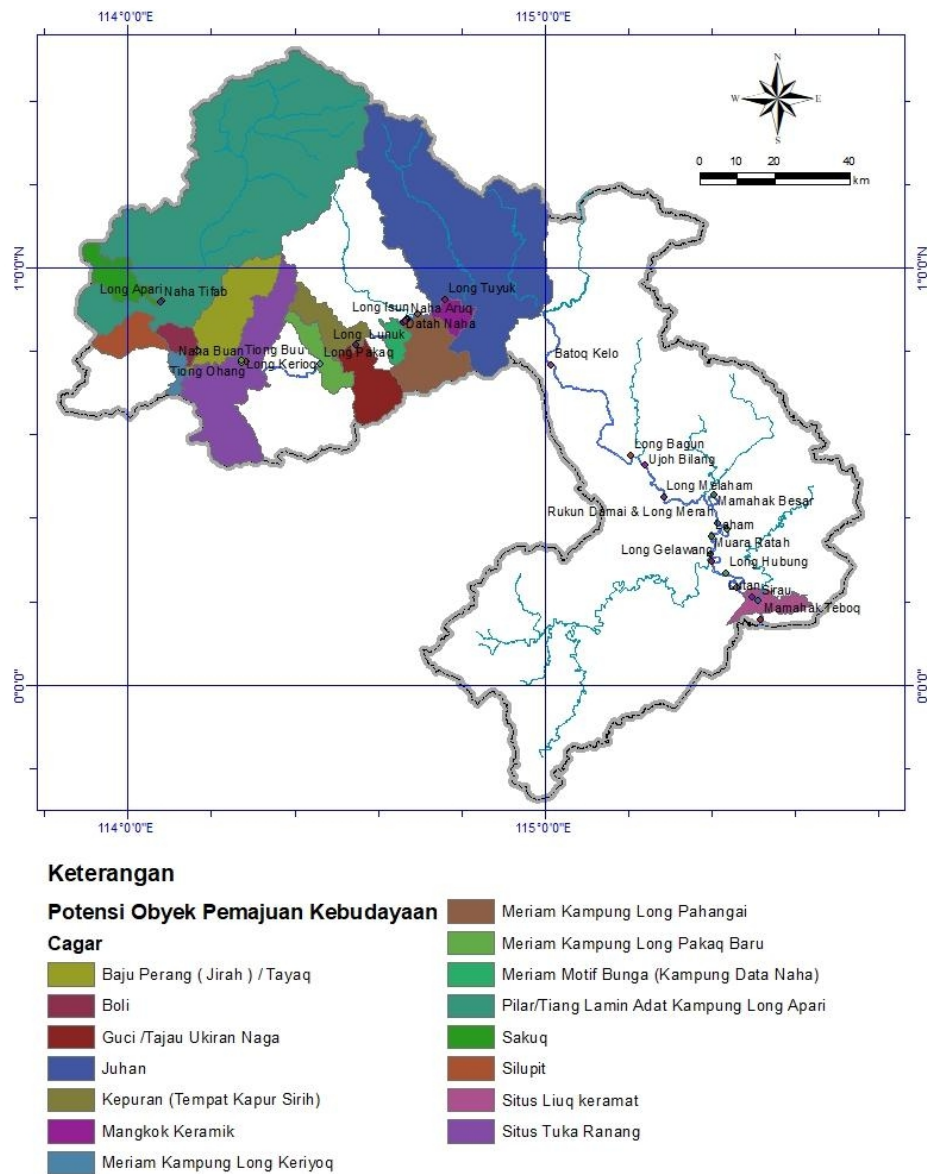 114°0'0"E
115°0'0"E
N
W
E
S
0
10
20
40
km
1°0'0"N
1°0'0"N
Long Apari
Naha Tifab
Long Tuyuk
Long Isun
Naha Aruq
Datah Naha
Long Lunuk
Naha Buan
Tiong Buu
Long Pakaq
Tiong Ohang
Long Kerioq
Batoq Kelo
Long Bagun
Ujoh Bilang
Long Melaham
Mamahak Besar
Rukun Damai & Long Merah
Laham
Muara Ratah
Long Gelawang
Long Hubung
Lutan
Sirau
Mamahak Teboq
0°0'0"
0°0'0"
114°0'0"E
115°0'0"E
Keterangan
Potensi Obyek Pemajuan Kebudayaan
Cagar
Baju Perang ( Jirah ) / Tayaq
Boli
Guci /Tajau Ukiran Naga
Juhan
Kepuran (Tempat Kapur Sirih)
Mangkok Keramik
Meriam Kampung Long Keriyoq
Meriam Kampung Long Pahangai
Meriam Kampung Long Pakaq Baru
Meriam Motif Bunga (Kampung Data Naha)
Pilar/Tiang Lamin Adat Kampung Long Apari
Sakuq
Silupit
Situs Liuq keramat
Situs Tuka Ranang